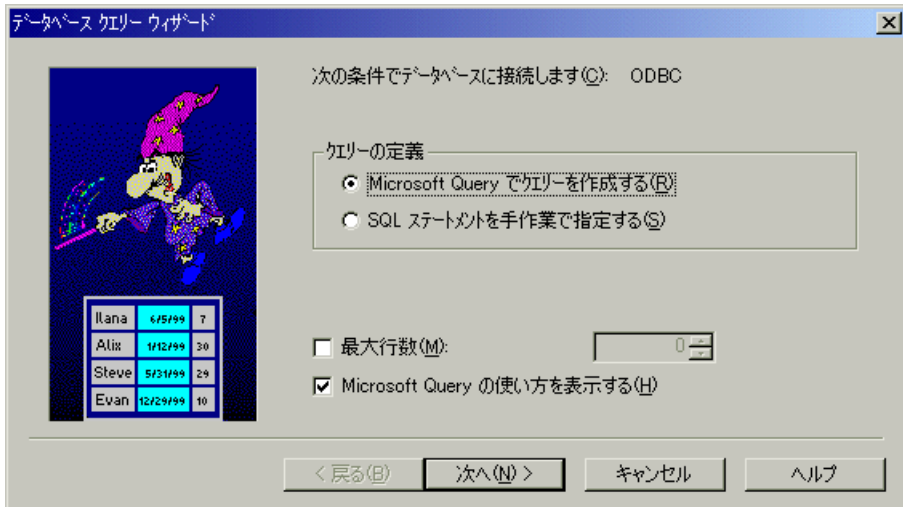 ﾃﾞｰﾀﾍﾞｰｽ ｸｴﾘｰ ｳｨｻﾞｰﾄﾞ
次の条件でﾃﾞｰﾀﾍﾞｰｽに接続します(C): ODBC
ｸｴﾘｰの定義
Microsoft Query でｸｴﾘｰを作成する(R)
SQL ｽﾃｰﾄﾒﾝﾄを手作業で指定する(S)
Ilana 6/5/99 7
Alix 1/12/99 30
Steve 5/31/99 29
Evan 12/29/99 10
最大行数(M): 0
Microsoft Query の使い方を表示する(H)
< 戻る(B) 次へ(N) > キャンセル ヘルプ